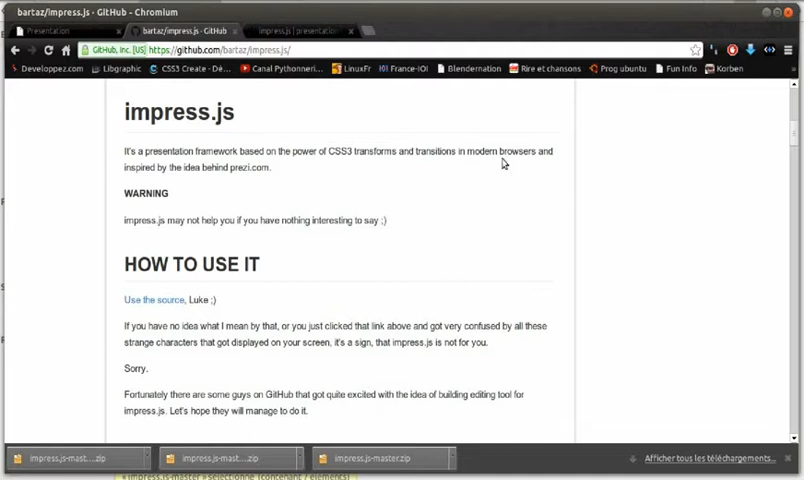 bartaz/impress.js · GitHub - Chromium
Presentation
bartaz/impress.js · GitHub
impress.js | presentation
GitHub, Inc. [US]
https://github.com/bartaz/impress.js/
Developpez.com
Libgraphic
CSS3 Create - Dé...
Canal Pythonneri...
LinuxFr
France-IOI
Blendernation
Rire et chansons
Prog ubuntu
Fun Info
Korben
impress.js
It's a presentation framework based on the power of CSS3 transforms and transitions in modern browsers and
inspired by the idea behind prezi.com.
WARNING
impress.js may not help you if you have nothing interesting to say ;)
HOW TO USE IT
Use the source, Luke ;)
If you have no idea what I mean by that, or you just clicked that link above and got very confused by all these
strange characters that got displayed on your screen, it's a sign, that impress.js is not for you.
Sorry.
Fortunately there are some guys on GitHub that got quite excited with the idea of building editing tool for
impress.js. Let's hope they will manage to do it.
impress.js-mast....zip
impress.js-mast....zip
impress.js-master.zip
Afficher tous les téléchargements...
« impress.js-master » sélectionné (contenant 7 éléments)